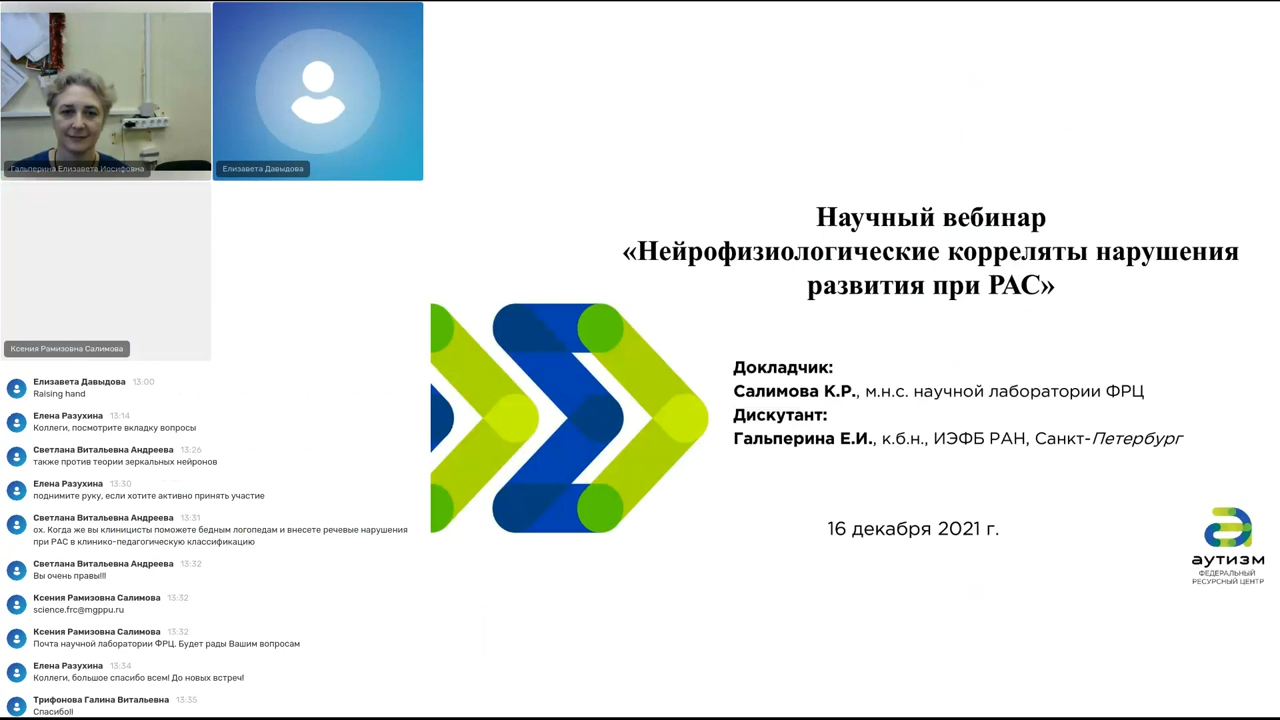 Гальперина Елизавета Иосифовна
Елизавета Давыдова
Ксения Рамизовна Салимова
Елизавета Давыдова 13:00
Raising hand
Елена Разухина 13:14
Коллеги, посмотрите вкладку вопросы
Светлана Витальевна Андреева 13:26
также против теории зеркальных нейронов
Елена Разухина 13:30
поднимите руку, если хотите активно принять участие
Светлана Витальевна Андреева 13:31
ох. Когда же вы клиницисты поможете бедным логопедам и внесете речевые нарушения
при РАС в клинико-педагогическую классификацию
Светлана Витальевна Андреева 13:32
Вы очень правы!!!
Ксения Рамизовна Салимова 13:32
science.frc@mgppu.ru
Ксения Рамизовна Салимова 13:32
Почта научной лаборатории ФРЦ. Будет рады Вашим вопросам
Елена Разухина 13:34
Коллеги, большое спасибо всем! До новых встреч!
Трифонова Галина Витальевна 13:35
Спасибо!!
Научный вебинар
«Нейрофизиологические корреляты нарушения
развития при РАС»
Докладчик:
Салимова К.Р., м.н.с. научной лаборатории ФРЦ
Дискутант:
Гальперина Е.И., к.б.н., ИЭФБ РАН, Санкт-Петербург
16 декабря 2021 г.
аутизм
ФЕДЕРАЛЬНЫЙ
РЕСУРСНЫЙ ЦЕНТР